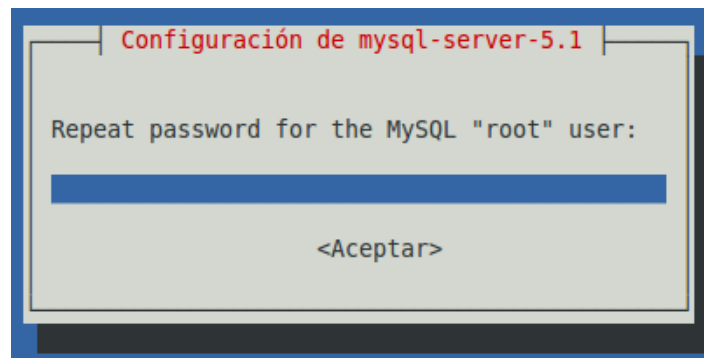 Configuración de mysql-server-5.1
Repeat password for the MySQL "root" user:
<Aceptar>